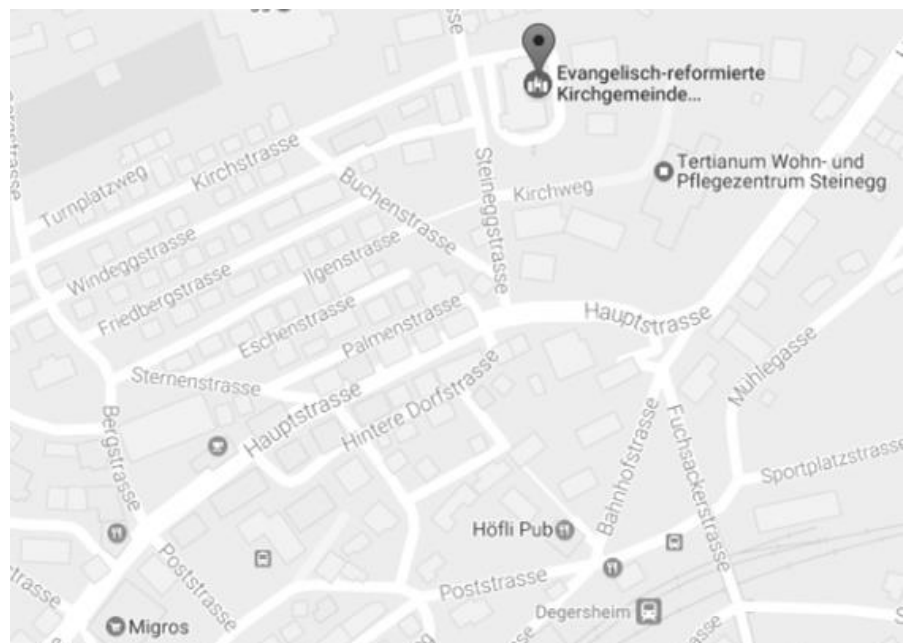 Evangelisch-reformierte
Kirchgemeinde...
Tertianum Wohn- und
Pflegezentrum Steinegg
Turnplatzweg
Kirchstrasse
Buchenstrasse
Steineggstrasse
Kirchweg
Windeggstrasse
Friedbergstrasse
Ilgenstrasse
Eschenstrasse
Palmenstrasse
Hauptstrasse
Sternenstrasse
Hauptstrasse
Hintere Dorfstrasse
Bergstrasse
Mühlegasse
Bahnhofstrasse
Fuchsackerstrasse
Sportplatzstrasse
Höfli Pub
Poststrasse
Poststrasse
Degersheim
Migros